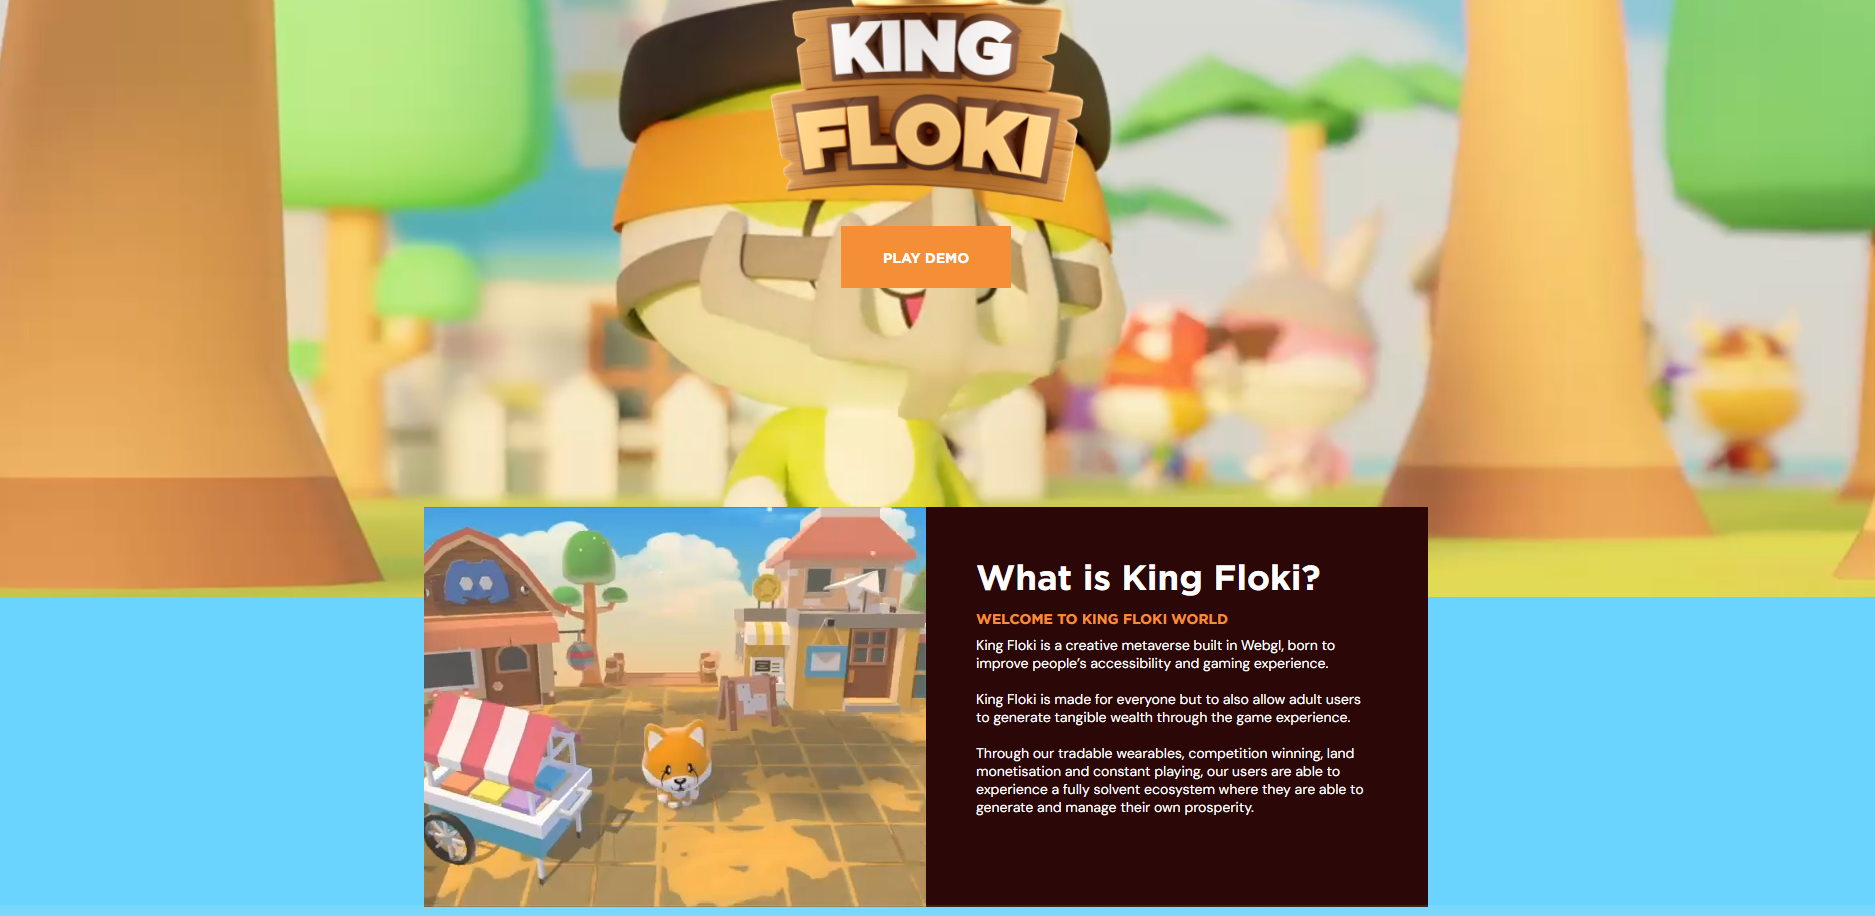 KING
FLOKI
PLAY DEMO
What is King Floki?
WELCOME TO KING FLOKI WORLD
King Floki is a creative metaverse built in Webgl, born to
improve people's accessibility and gaming experience.
King Floki is made for everyone but to also allow adult users
to generate tangible wealth through the game experience.
Through our tradable wearables, competition winning, land
monetisation and constant playing, our users are able to
experience a fully solvent ecosystem where they are able to
generate and manage their own prosperity.